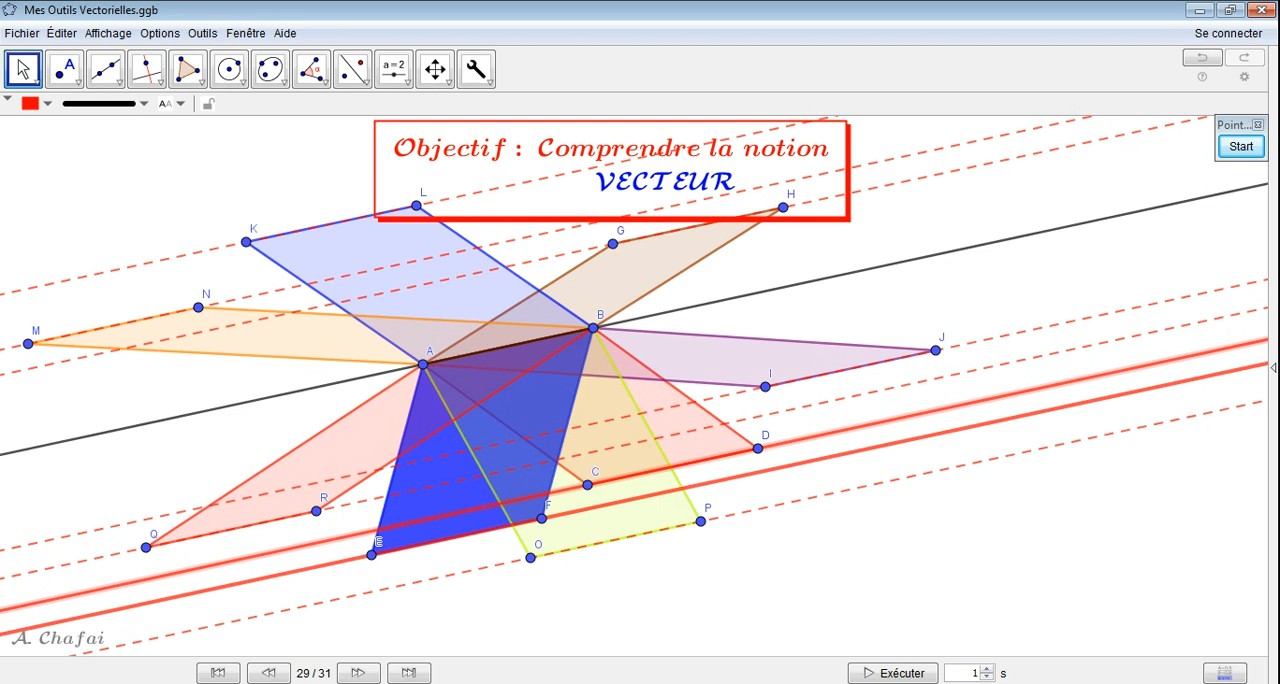 Mes Outils Vectorielles.ggb
Fichier Éditer Affichage Options Outils Fenêtre Aide
Se connecter
A
a=2
AA
Point...
Start
Objectif : Comprendre la notion
VECTEUR
L
H
K
G
N
B
M
A
J
I
D
C
R
F
P
Q
E
O
A. Chafai
29 / 31
Exécuter
1 s